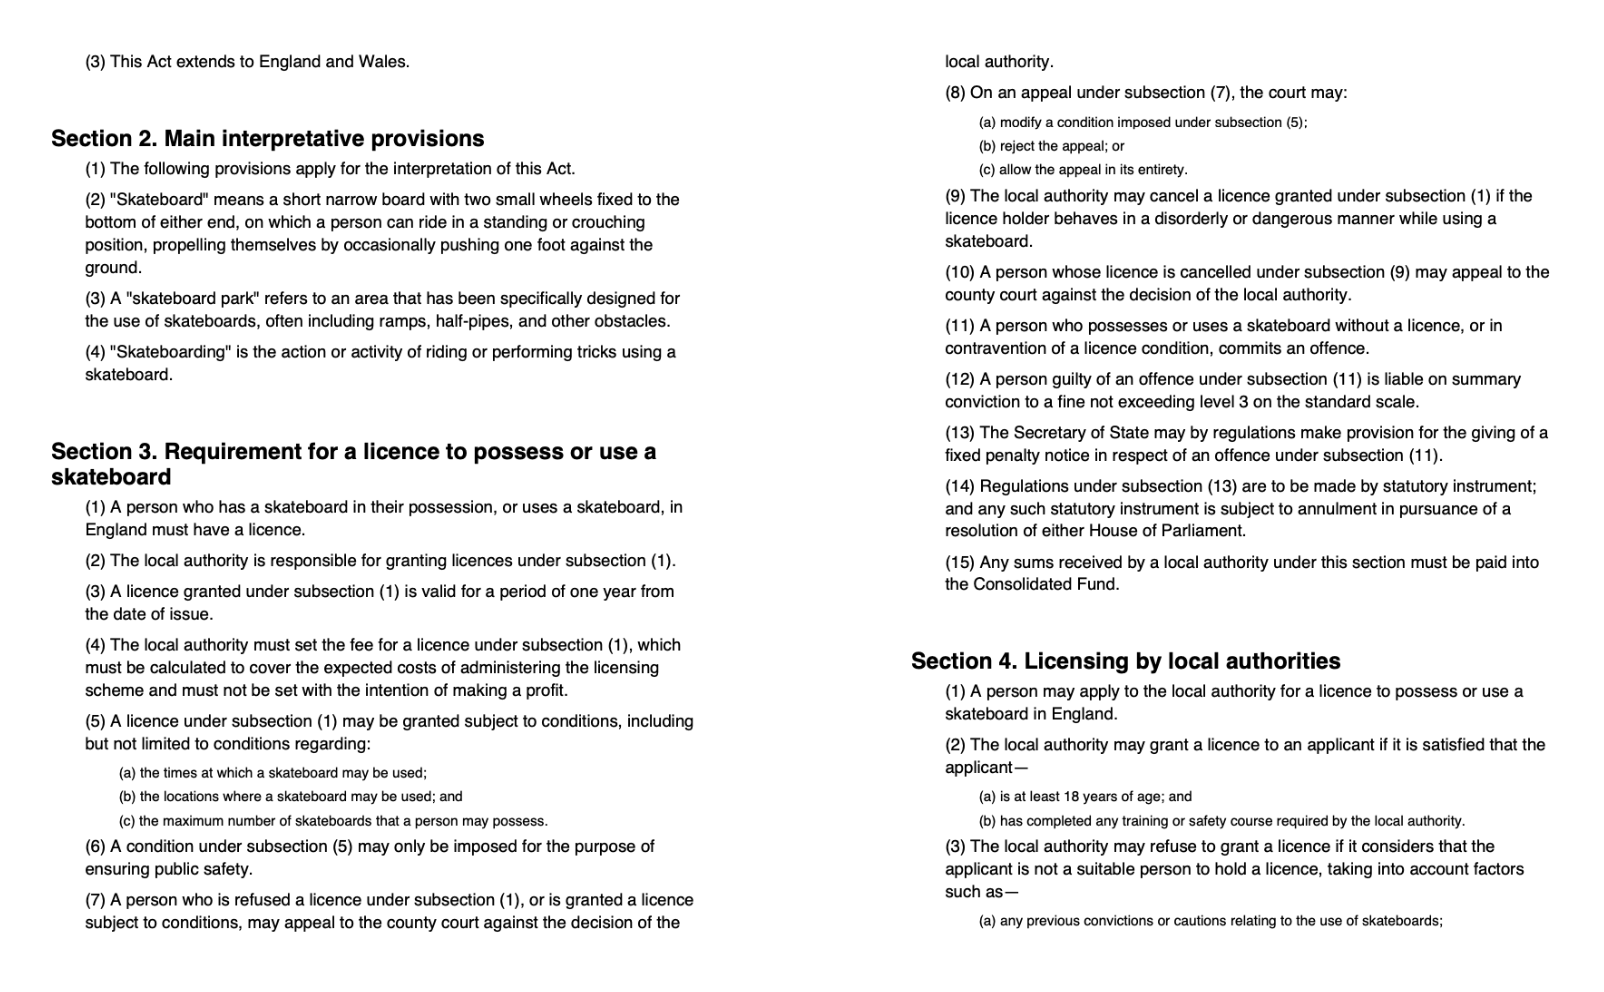 (3) This Act extends to England and Wales.
Section 2. Main interpretative provisions
(1) The following provisions apply for the interpretation of this Act.
(2) "Skateboard" means a short narrow board with two small wheels fixed to the
bottom of either end, on which a person can ride in a standing or crouching
position, propelling themselves by occasionally pushing one foot against the
ground.
(3) A "skateboard park" refers to an area that has been specifically designed for
the use of skateboards, often including ramps, half-pipes, and other obstacles.
(4) "Skateboarding" is the action or activity of riding or performing tricks using a
skateboard.
Section 3. Requirement for a licence to possess or use a
skateboard
(1) A person who has a skateboard in their possession, or uses a skateboard, in
England must have a licence.
(2) The local authority is responsible for granting licences under subsection (1).
(3) A licence granted under subsection (1) is valid for a period of one year from
the date of issue.
(4) The local authority must set the fee for a licence under subsection (1), which
must be calculated to cover the expected costs of administering the licensing
scheme and must not be set with the intention of making a profit.
(5) A licence under subsection (1) may be granted subject to conditions, including
but not limited to conditions regarding:
(a) the times at which a skateboard may be used;
(b) the locations where a skateboard may be used; and
(c) the maximum number of skateboards that a person may possess.
(6) A condition under subsection (5) may only be imposed for the purpose of
ensuring public safety.
(7) A person who is refused a licence under subsection (1), or is granted a licence
subject to conditions, may appeal to the county court against the decision of the
local authority.
(8) On an appeal under subsection (7), the court may:
(a) modify a condition imposed under subsection (5);
(b) reject the appeal; or
(c) allow the appeal in its entirety.
(9) The local authority may cancel a licence granted under subsection (1) if the
licence holder behaves in a disorderly or dangerous manner while using a
skateboard.
(10) A person whose licence is cancelled under subsection (9) may appeal to the
county court against the decision of the local authority.
(11) A person who possesses or uses a skateboard without a licence, or in
contravention of a licence condition, commits an offence.
(12) A person guilty of an offence under subsection (11) is liable on summary
conviction to a fine not exceeding level 3 on the standard scale.
(13) The Secretary of State may by regulations make provision for the giving of a
fixed penalty notice in respect of an offence under subsection (11).
(14) Regulations under subsection (13) are to be made by statutory instrument;
and any such statutory instrument is subject to annulment in pursuance of a
resolution of either House of Parliament.
(15) Any sums received by a local authority under this section must be paid into
the Consolidated Fund.
Section 4. Licensing by local authorities
(1) A person may apply to the local authority for a licence to possess or use a
skateboard in England.
(2) The local authority may grant a licence to an applicant if it is satisfied that the
applicant—
(a) is at least 18 years of age; and
(b) has completed any training or safety course required by the local authority.
(3) The local authority may refuse to grant a licence if it considers that the
applicant is not a suitable person to hold a licence, taking into account factors
such as—
(a) any previous convictions or cautions relating to the use of skateboards;